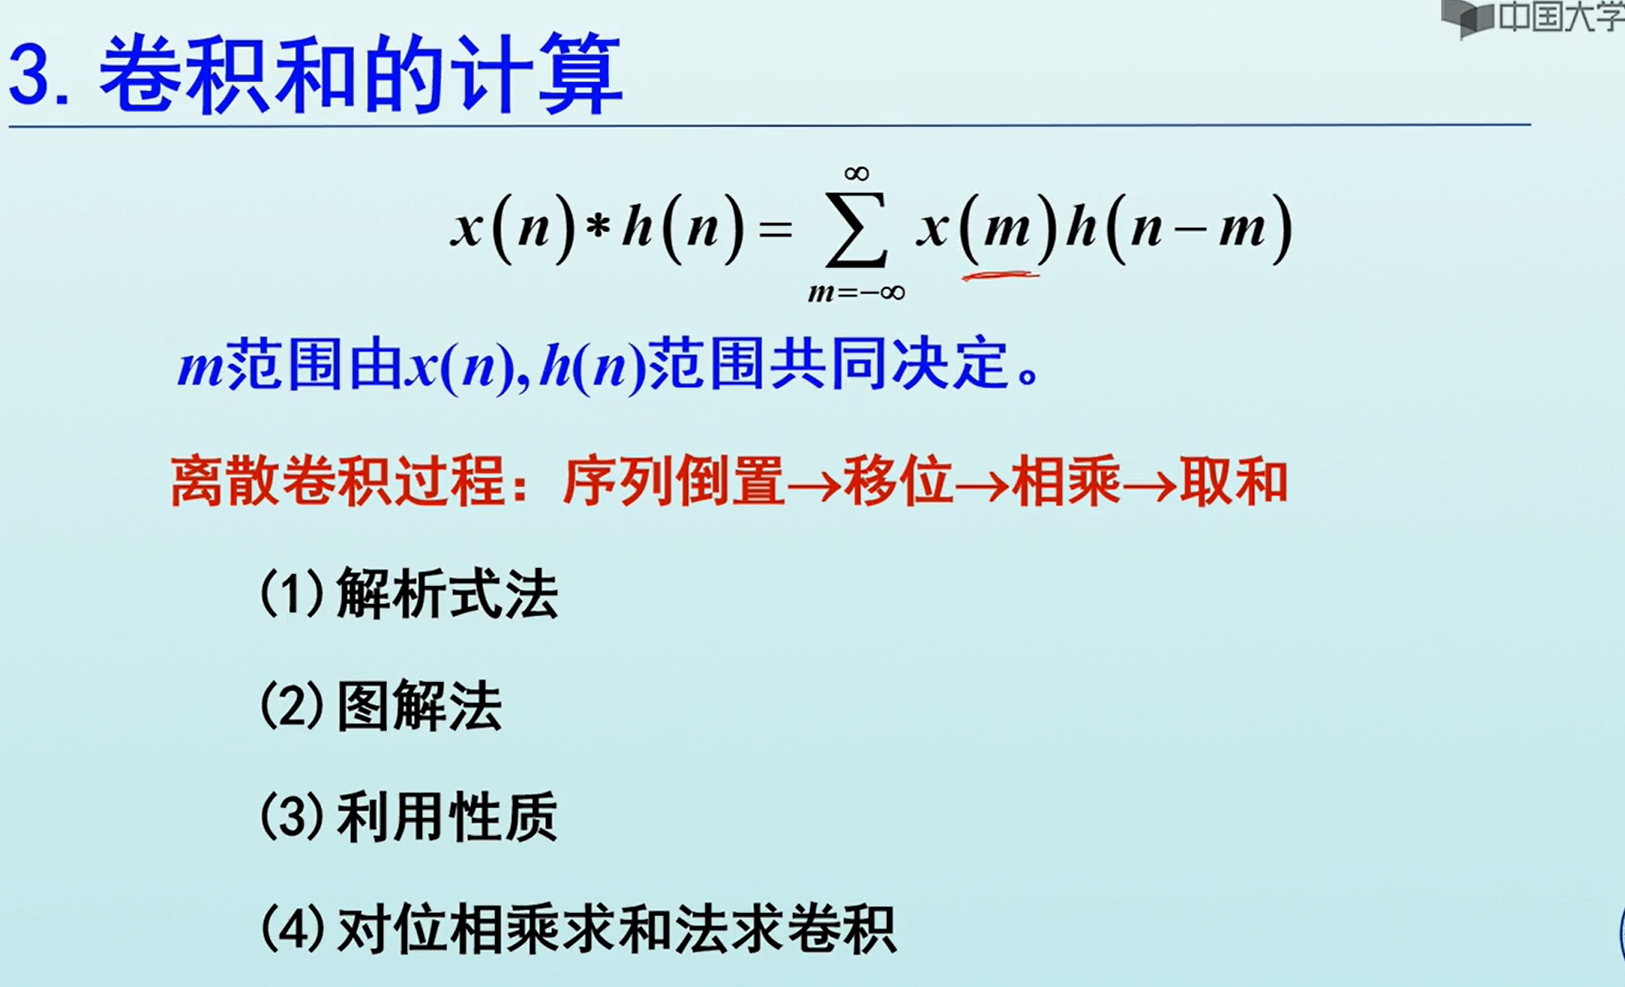 中国大学
3. 卷积和的计算
x(n)*h(n)=∑_{m=-∞}^{∞} x(m)h(n-m)
m范围由x(n),h(n)范围共同决定。
离散卷积过程：序列倒置→移位→相乘→取和
(1)解析式法
(2)图解法
(3)利用性质
(4)对位相乘求和法求卷积